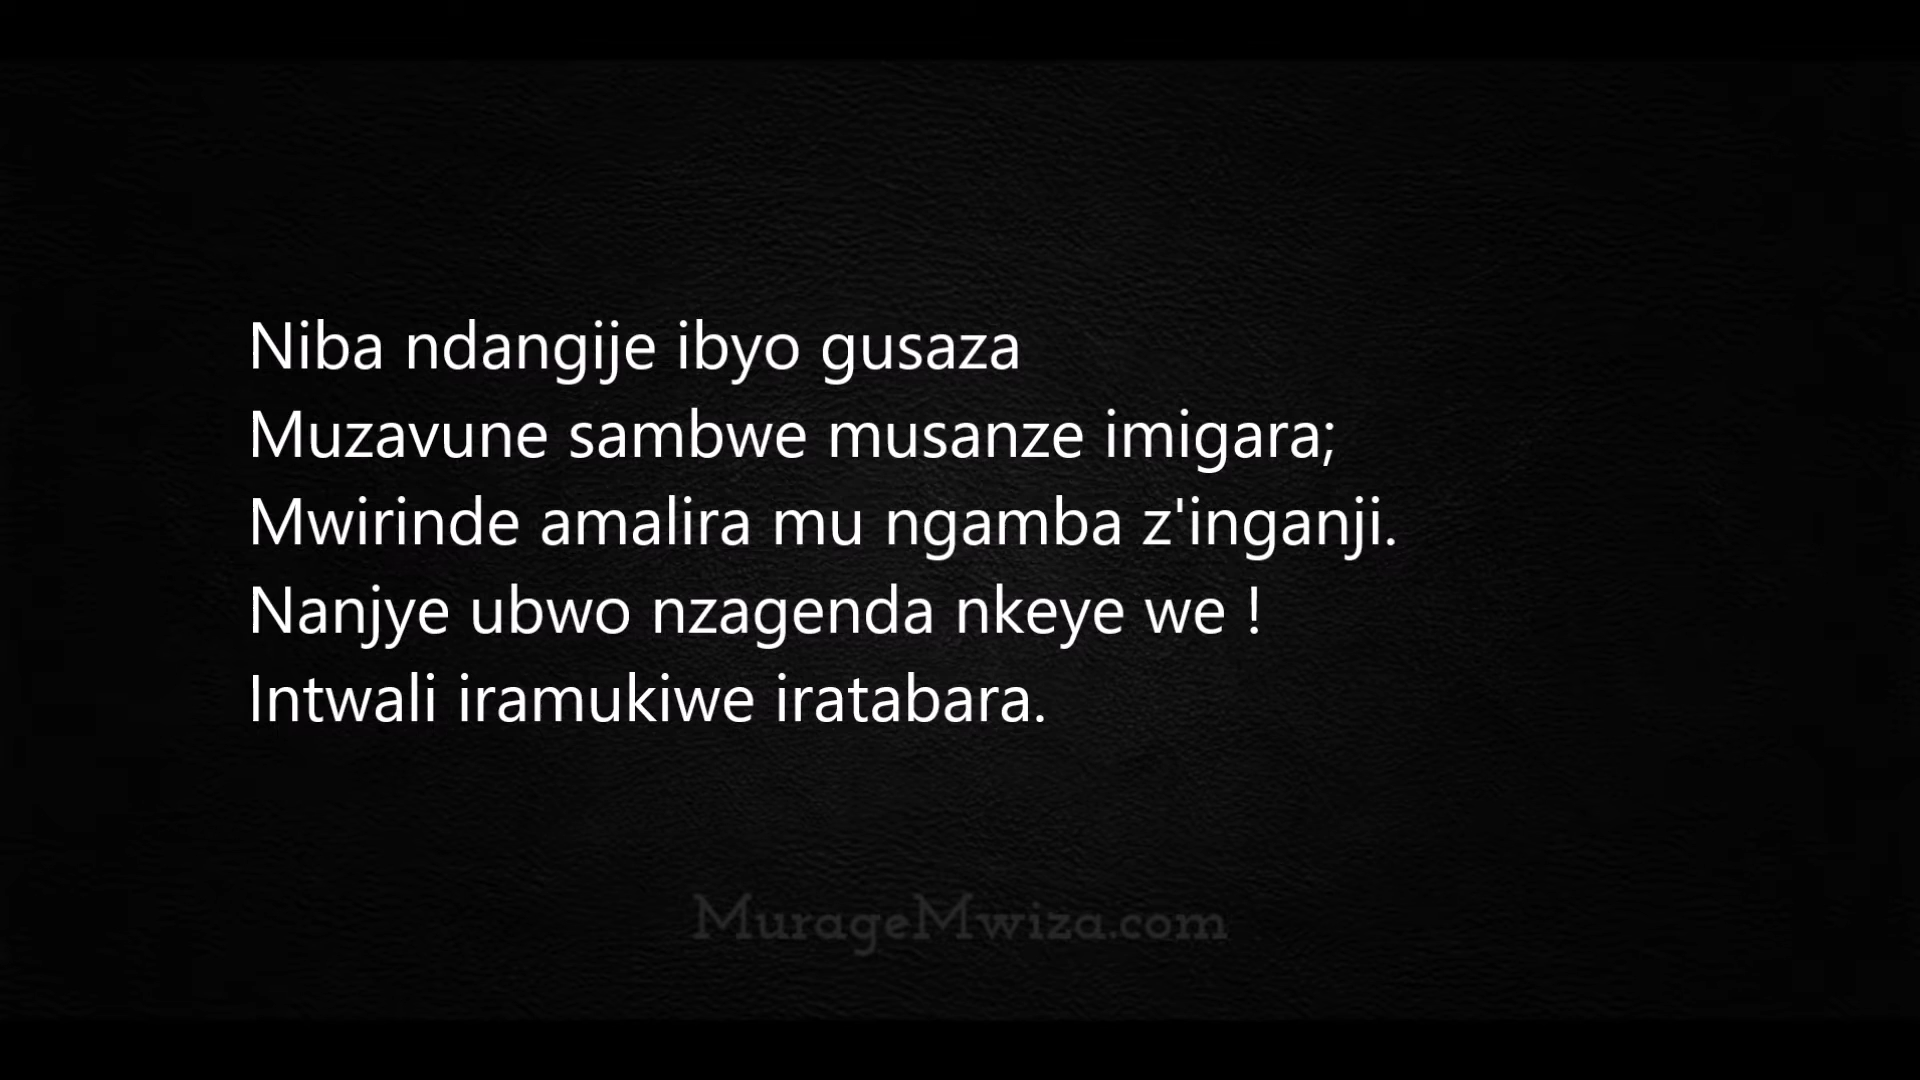 Niba ndangije ibyo gusaza
Muzavune sambwe musanze imigara;
Mwirinde amalira mu ngamba z'inganji.
Nanjye ubwo nzagenda nkeye we !
Intwali iramukiwe iratabara.
MurageMwiza.com